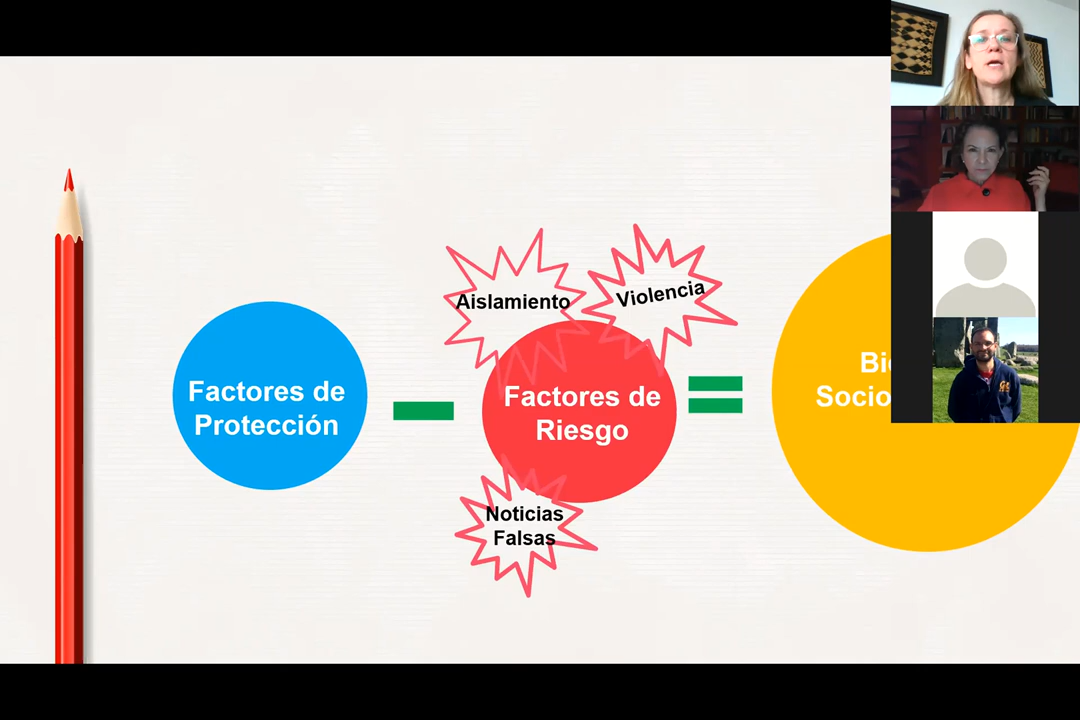 Aislamiento
Violencia
Factores de
Protección
Factores de
Riesgo
Noticias
Falsas